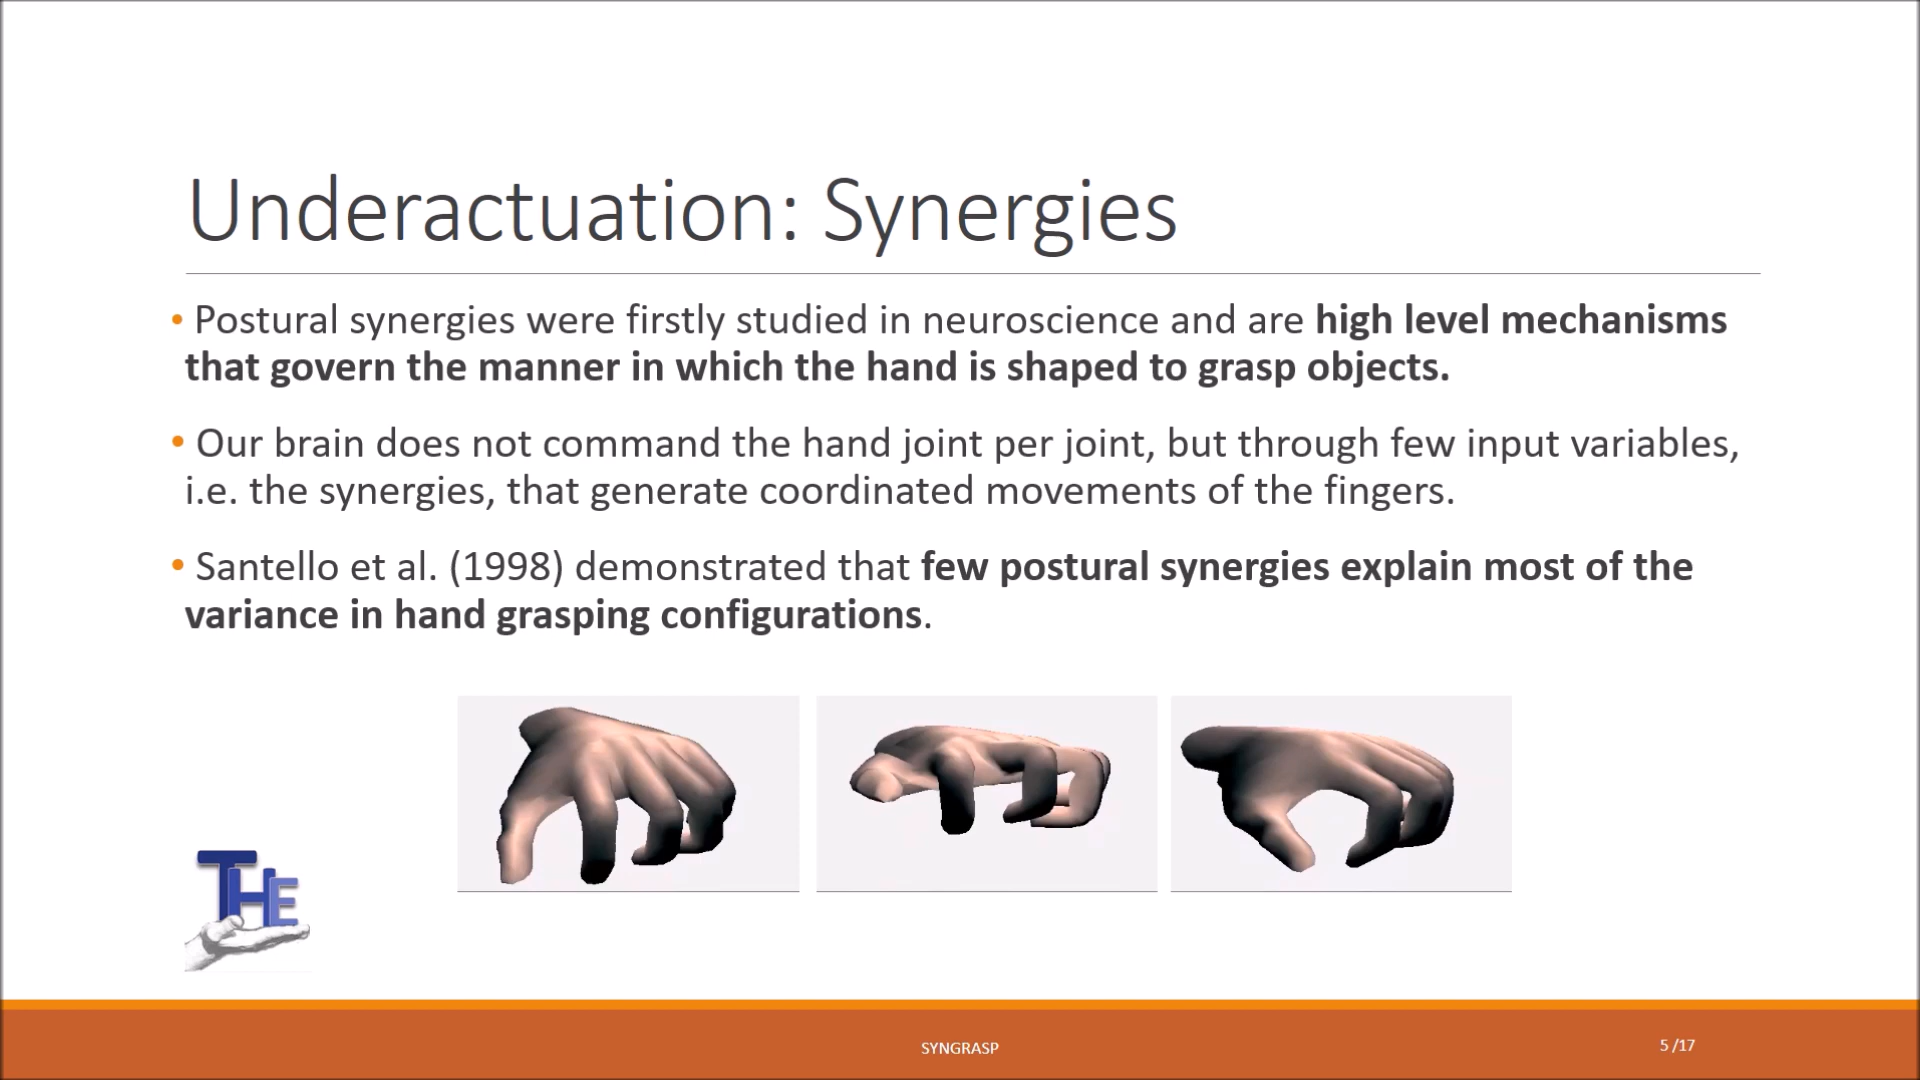 Underactuation: Synergies
• Postural synergies were firstly studied in neuroscience and are high level mechanisms
that govern the manner in which the hand is shaped to grasp objects.
• Our brain does not command the hand joint per joint, but through few input variables,
i.e. the synergies, that generate coordinated movements of the fingers.
• Santello et al. (1998) demonstrated that few postural synergies explain most of the
variance in hand grasping configurations.
THE
SYNGRASP
5 /17